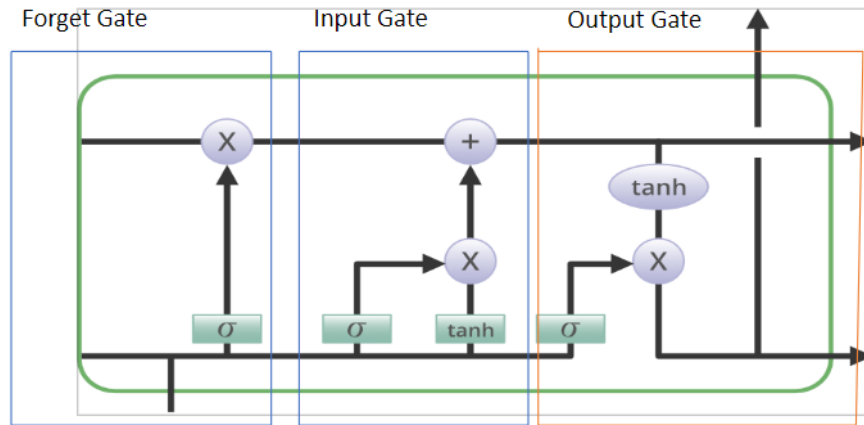 Forget Gate Input Gate Output Gate
X +
tanh
X X
σ σ tanh σ